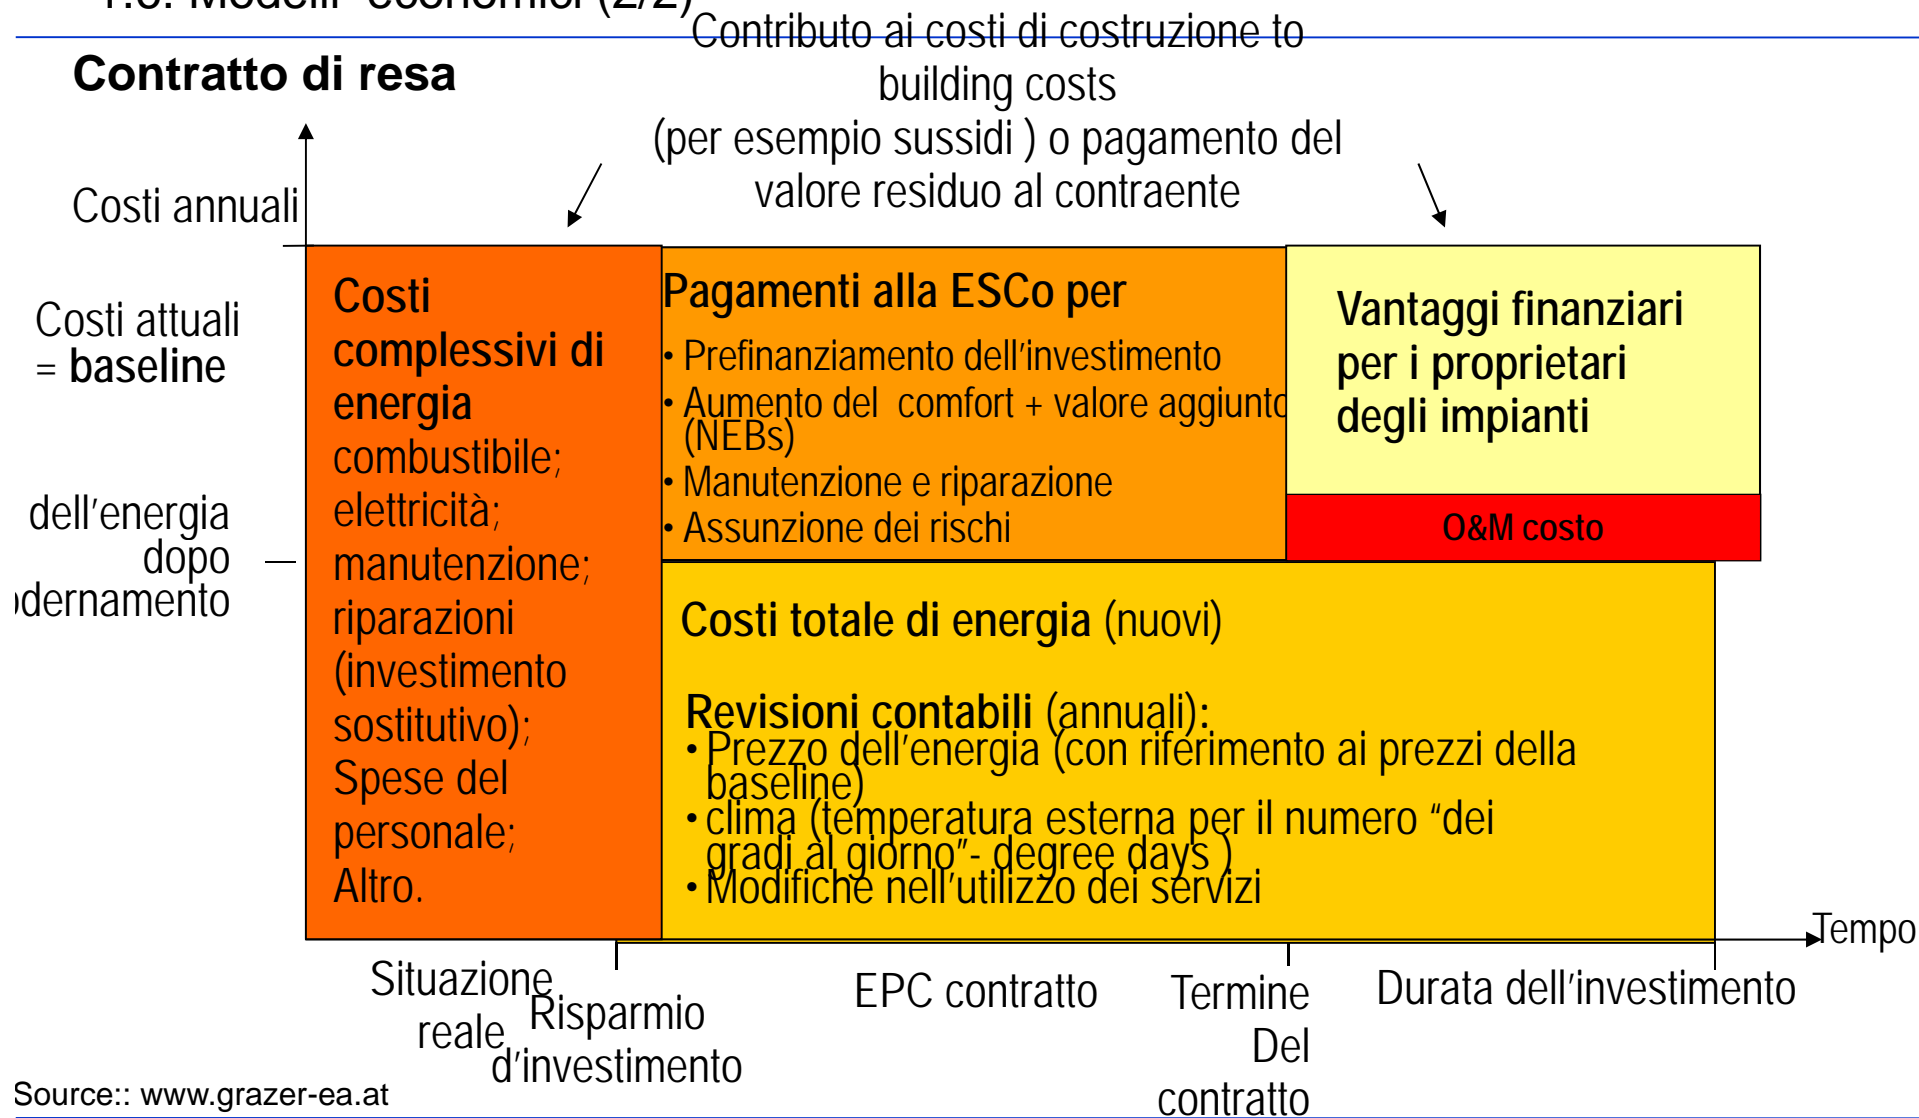 Modelli economici (2/2)
Contributo ai costi di costruzione to
building costs
(per esempio sussidi ) o pagamento del
valore residuo al contraente
Contratto di resa
Costi annuali
Costi attuali
= baseline
dell'energia
dopo
Costi
complessivi di
energia
combustibile;
elettricità;
manutenzione;
riparazioni
(investimento
sostitutivo);
Spese del
personale;
Altro.
Pagamenti alla ESCo per
• Prefinanziamento dell'investimento
• Aumento del comfort + valore aggiunto
(NEBs)
• Manutenzione e riparazione
• Assunzione dei rischi
Vantaggi finanziari
per i proprietari
degli impianti
O&M costo
Costi totale di energia (nuovi)
Revisioni contabili (annuali):
• Prezzo dell'energia (con riferimento ai prezzi della
baseline)
• clima (temperatura esterna per il numero "dei
gradi al giorno"- degree days )
• Modifiche nell'utilizzo dei servizi
Tempo
Situazione
reale
Risparmio
d'investimento
EPC contratto
Termine
Del
contratto
Durata dell'investimento
Source:: www.grazer-ea.at